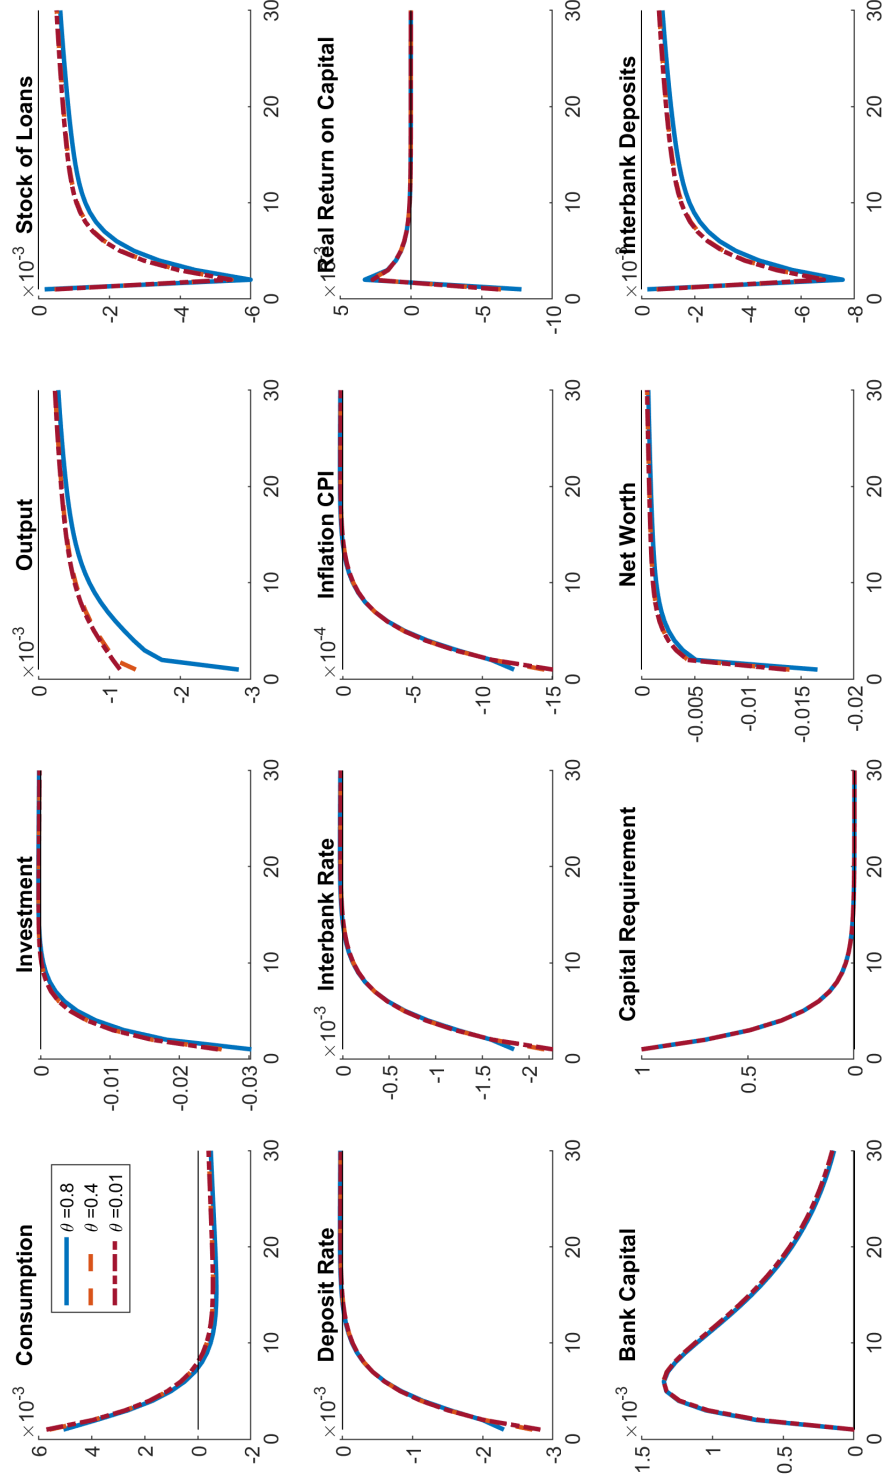 ×10⁻³ Consumption
6
4
2
0
-2
0 10 20 30
θ =0.8
θ =0.4
θ =0.01
Investment
0
-0.01
-0.02
-0.03
0 10 20 30
×10⁻³ Output
0
-1
-2
-3
0 10 20 30
×10⁻³ Stock of Loans
0
-2
-4
-6
0 10 20 30
×10⁻³ Deposit Rate
0
-1
-2
-3
0 10 20 30
×10⁻³ Interbank Rate
0
-0.5
-1
-1.5
-2
0 10 20 30
×10⁻⁴ Inflation CPI
0
-5
-10
-15
0 10 20 30
×10⁻³ Real Return on Capital
5
0
-5
-10
0 10 20 30
×10⁻³ Bank Capital
1.5
1
0.5
0
0 10 20 30
Capital Requirement
1
0.5
0
0 10 20 30
Net Worth
0
-0.005
-0.01
-0.015
-0.02
0 10 20 30
×10⁻³ Interbank Deposits
0
-2
-4
-6
-8
0 10 20 30